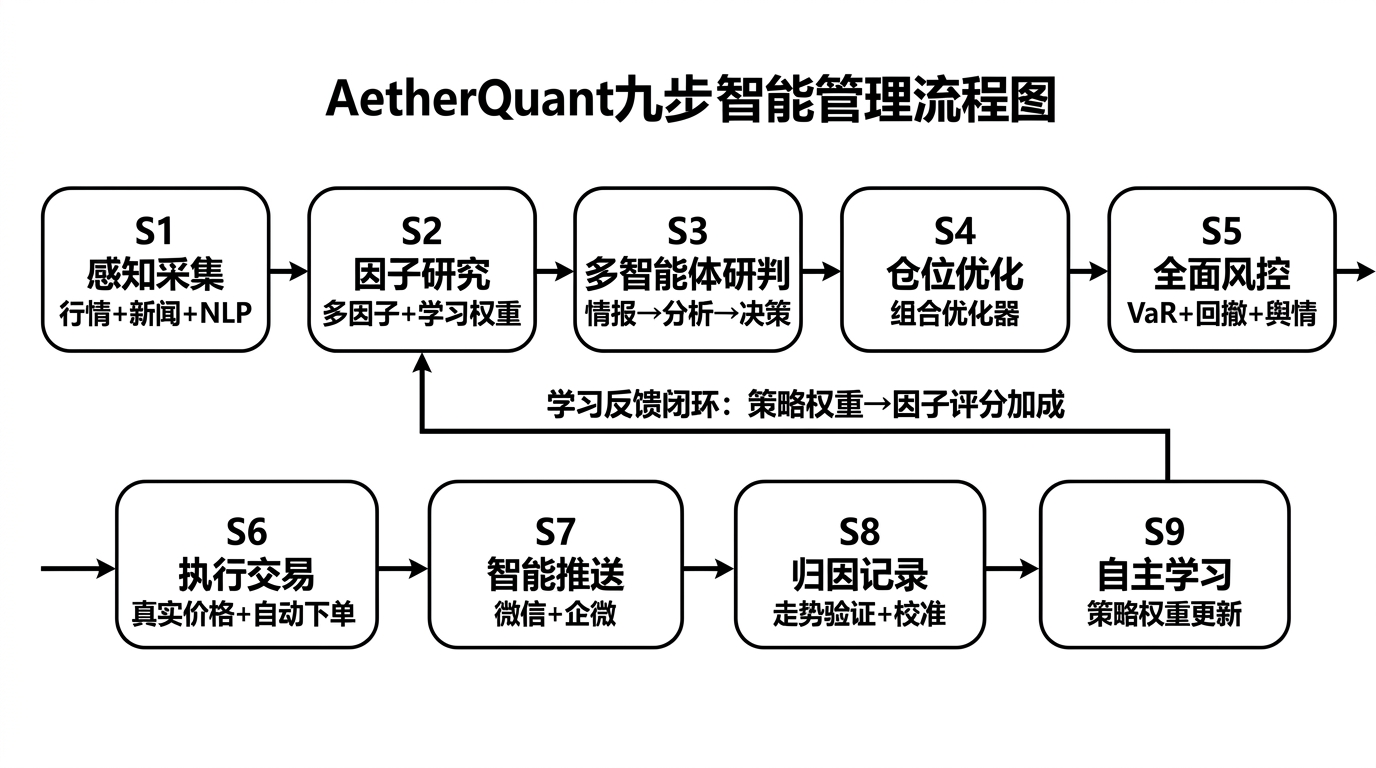 AetherQuant九步智能管理流程图
S1
感知采集
行情+新闻+NLP
S2
因子研究
多因子+学习权重
S3
多智能体研判
情报→分析→决策
S4
仓位优化
组合优化器
S5
全面风控
VaR+回撤+舆情
学习反馈闭环：策略权重→因子评分加成
S6
执行交易
真实价格+自动下单
S7
智能推送
微信+企微
S8
归因记录
走势验证+校准
S9
自主学习
策略权重更新